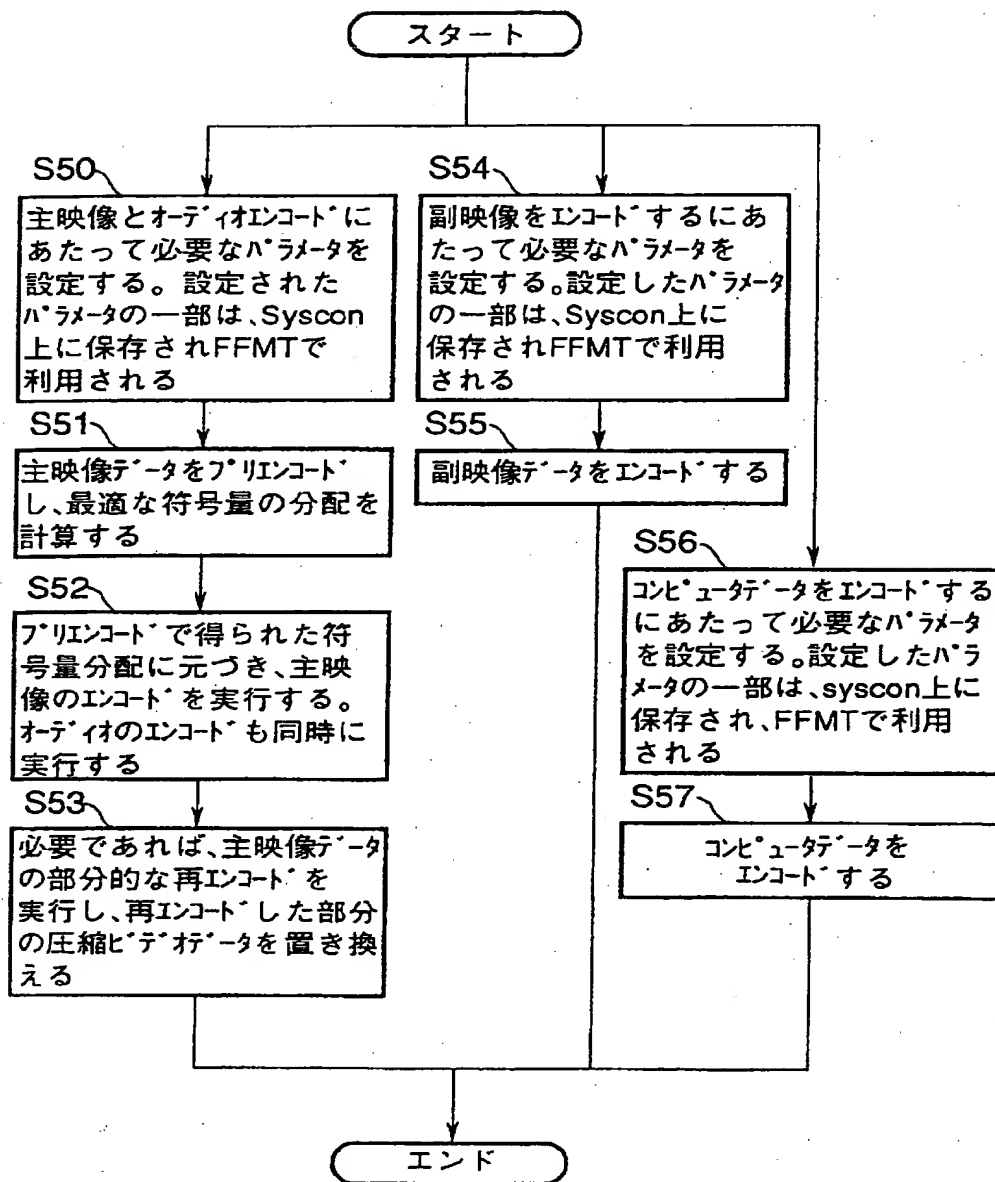 スタート
S50
主映像とオーディオエンコードに
あたって必要なパラメータを
設定する。設定された
パラメータの一部は、Syscon
上に保存されFFMTで
利用される
S51
主映像データをプリエンコード
し、最適な符号量の分配を
計算する
S52
プリエンコードで得られた符
号量分配に元づき、主映
像のエンコードを実行する。
オーディオのエンコードも同時に
実行する
S53
必要であれば、主映像データ
の部分的な再エンコードを
実行し、再エンコードした部分
の圧縮ビデオデータを置き換
える
S54
副映像をエンコードするにあ
たって必要なパラメータを
設定する。設定したパラメータ
の一部は、Syscon上に
保存されFFMTで利用
される
S55
副映像データをエンコードする
S56
コンピュータデータをエンコードする
にあたって必要なパラメータ
を設定する。設定したパラ
メータの一部は、syscon上に
保存され、FFMTで利用
される
S57
コンピュータデータを
エンコードする
エンド